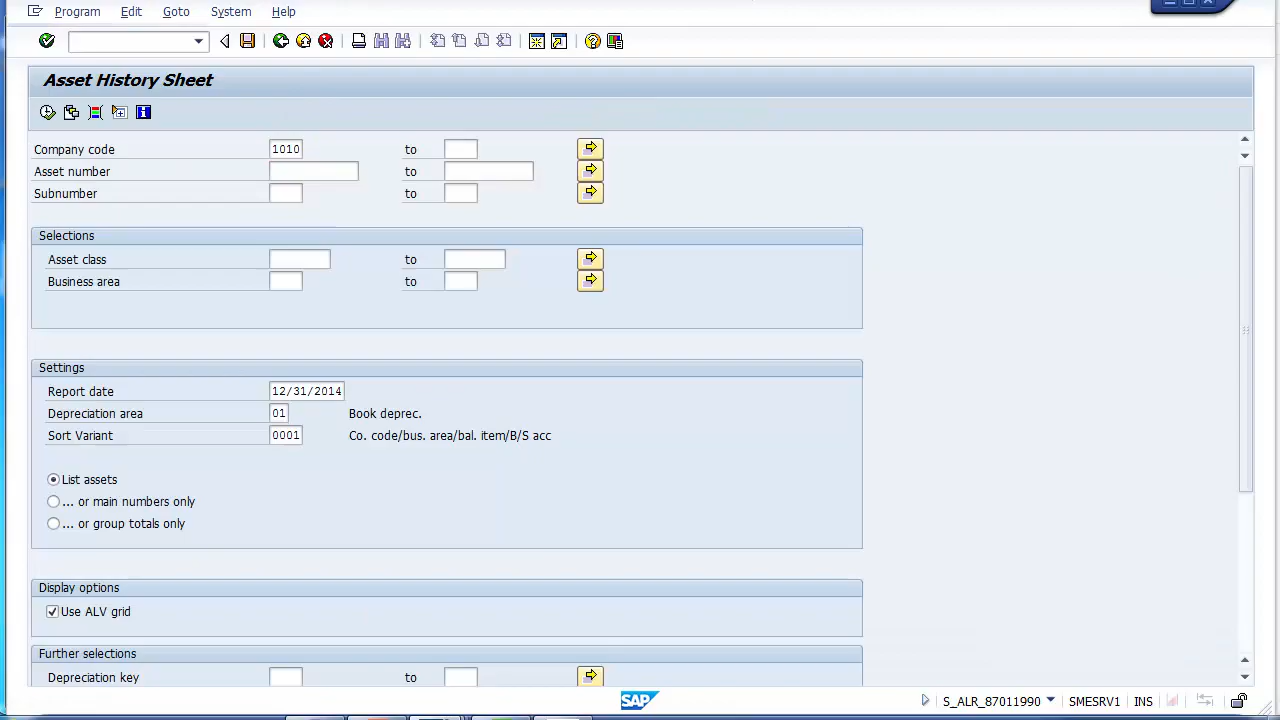 Program Edit Goto System Help
Asset History Sheet
Company code 1010 to
Asset number to
Subnumber to
Selections
Asset class to
Business area to
Settings
Report date 12/31/2014
Depreciation area 01 Book deprec.
Sort Variant 0001 Co. code/bus. area/bal. item/B/S acc
List assets
... or main numbers only
... or group totals only
Display options
Use ALV grid
Further selections
Depreciation key to
SAP S_ALR_87011990 SMESRV1 INS